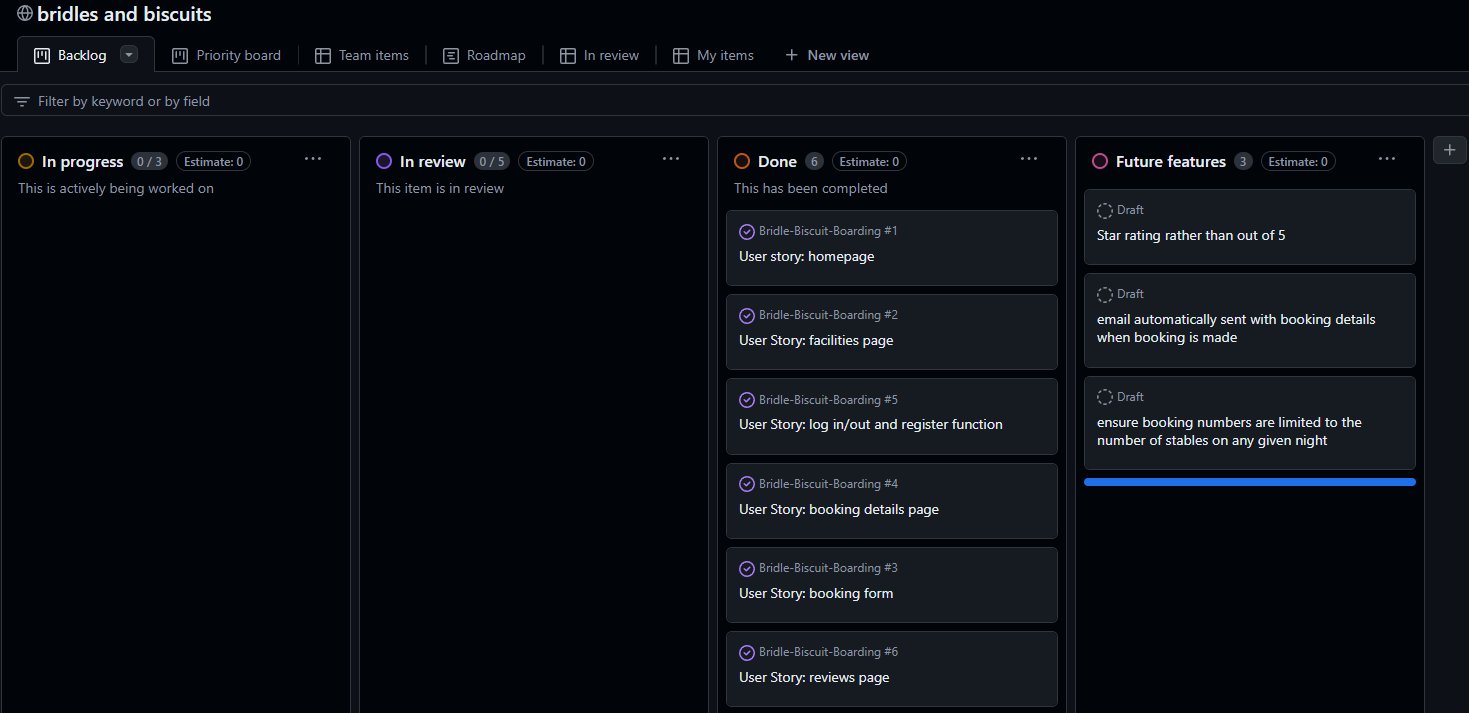 bridles and biscuits
Backlog
Priority board
Team items
Roadmap
In review
My items
New view
Filter by keyword or by field
In progress 0 / 3 Estimate: 0
This is actively being worked on
In review 0 / 5 Estimate: 0
This item is in review
Done 6 Estimate: 0
This has been completed
Bridle-Biscuit-Boarding #1
User story: homepage
Bridle-Biscuit-Boarding #2
User Story: facilities page
Bridle-Biscuit-Boarding #5
User Story: log in/out and register function
Bridle-Biscuit-Boarding #4
User Story: booking details page
Bridle-Biscuit-Boarding #3
User Story: booking form
Bridle-Biscuit-Boarding #6
User Story: reviews page
Future features 3 Estimate: 0
Draft
Star rating rather than out of 5
Draft
email automatically sent with booking details
when booking is made
Draft
ensure booking numbers are limited to the
number of stables on any given night